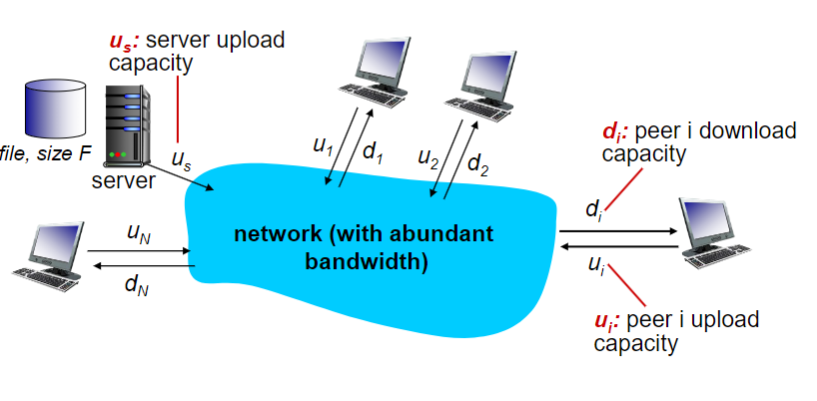 u_s: server upload
capacity
file, size F
server
u_s
u_1
d_1
u_2
d_2
d_i: peer i download
capacity
d_i
u_N
d_N
network (with abundant
bandwidth)
u_i
u_i: peer i upload
capacity